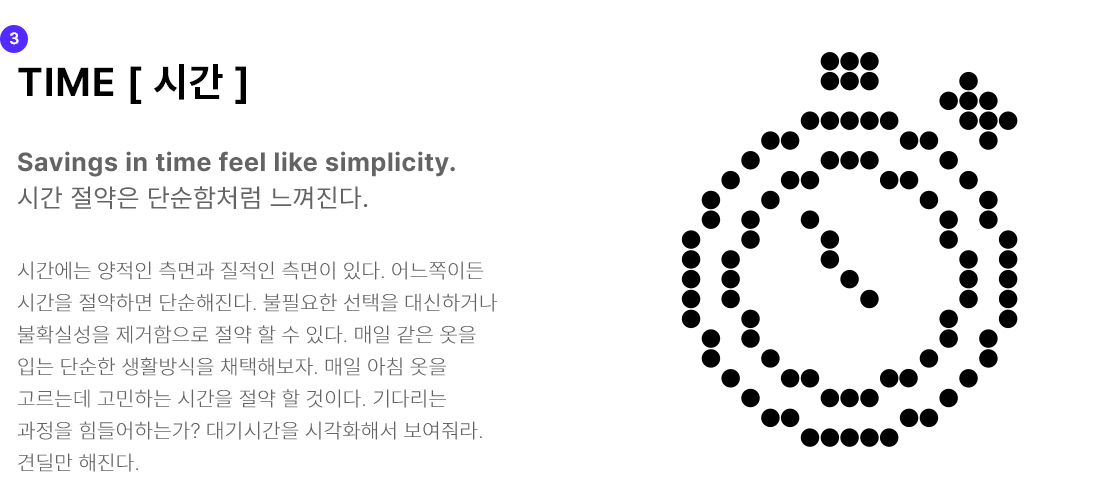 3
TIME [ 시간 ]
Savings in time feel like simplicity.
시간 절약은 단순함처럼 느껴진다.
시간에는 양적인 측면과 질적인 측면이 있다. 어느쪽이든
시간을 절약하면 단순해진다. 불필요한 선택을 대신하거나
불확실성을 제거함으로 절약 할 수 있다. 매일 같은 옷을
입는 단순한 생활방식을 채택해보자. 매일 아침 옷을
고르는데 고민하는 시간을 절약 할 것이다. 기다리는
과정을 힘들어하는가? 대기시간을 시각화해서 보여줘라.
견딜만 해진다.